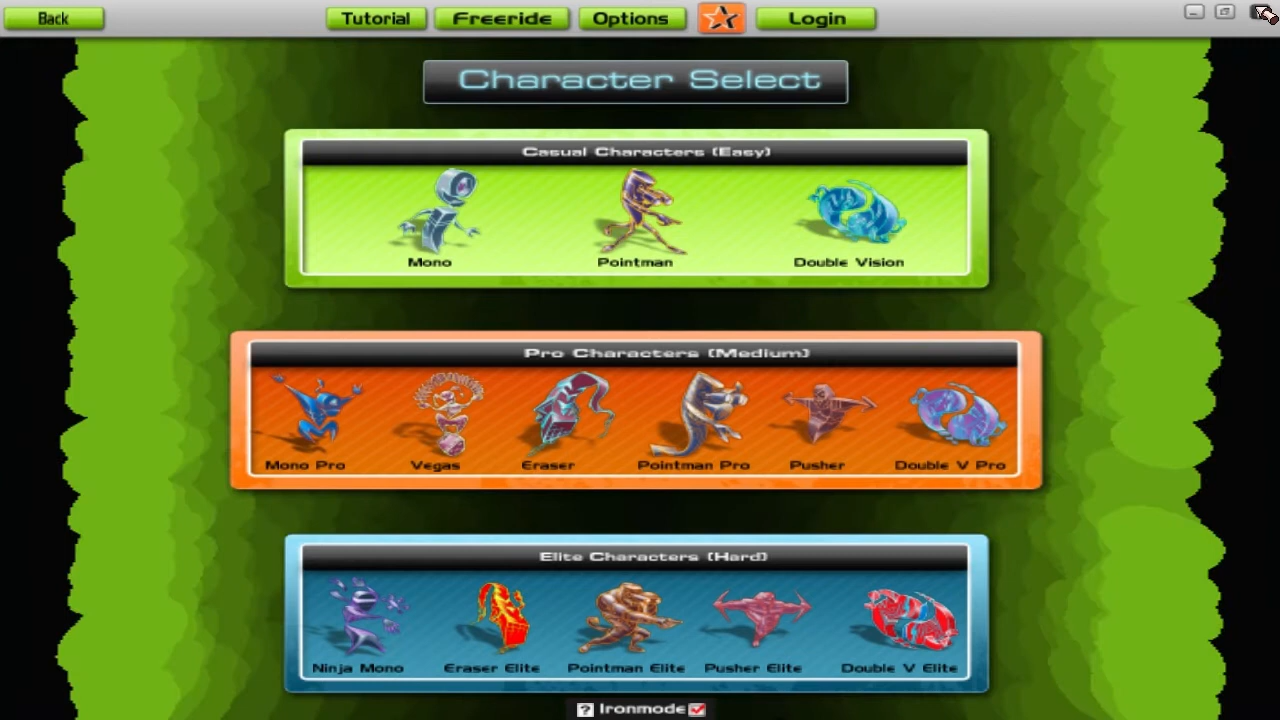 Back
Tutorial
Freeride
Options
Login
Character Select
Casual Characters (Easy)
Mono
Pointman
Double Vision
Pro Characters (Medium)
Mono Pro
Vegas
Eraser
Pointman Pro
Pusher
Double V Pro
Elite Characters (Hard)
Ninja Mono
Eraser Elite
Pointman Elite
Pusher Elite
Double V Elite
? Ironmode